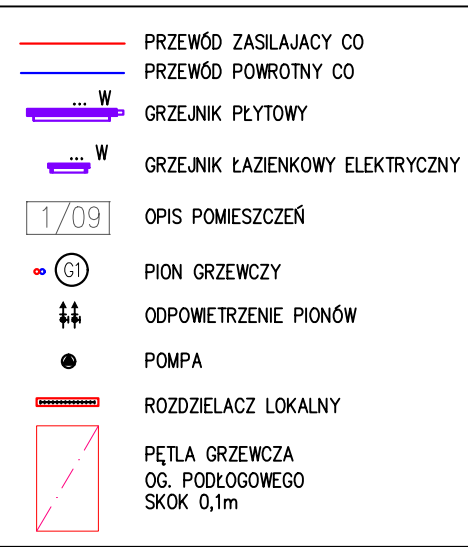 PRZEWÓD ZASILAJACY CO
PRZEWÓD POWROTNY CO
... W
GRZEJNIK PŁYTOWY
... W
GRZEJNIK ŁAZIENKOWY ELEKTRYCZNY
1/09
OPIS POMIESZCZEŃ
G1
PION GRZEWCZY
ODPOWIETRZENIE PIONÓW
POMPA
ROZDZIELACZ LOKALNY
PĘTLA GRZEWCZA
OG. PODŁOGOWEGO
SKOK 0,1m